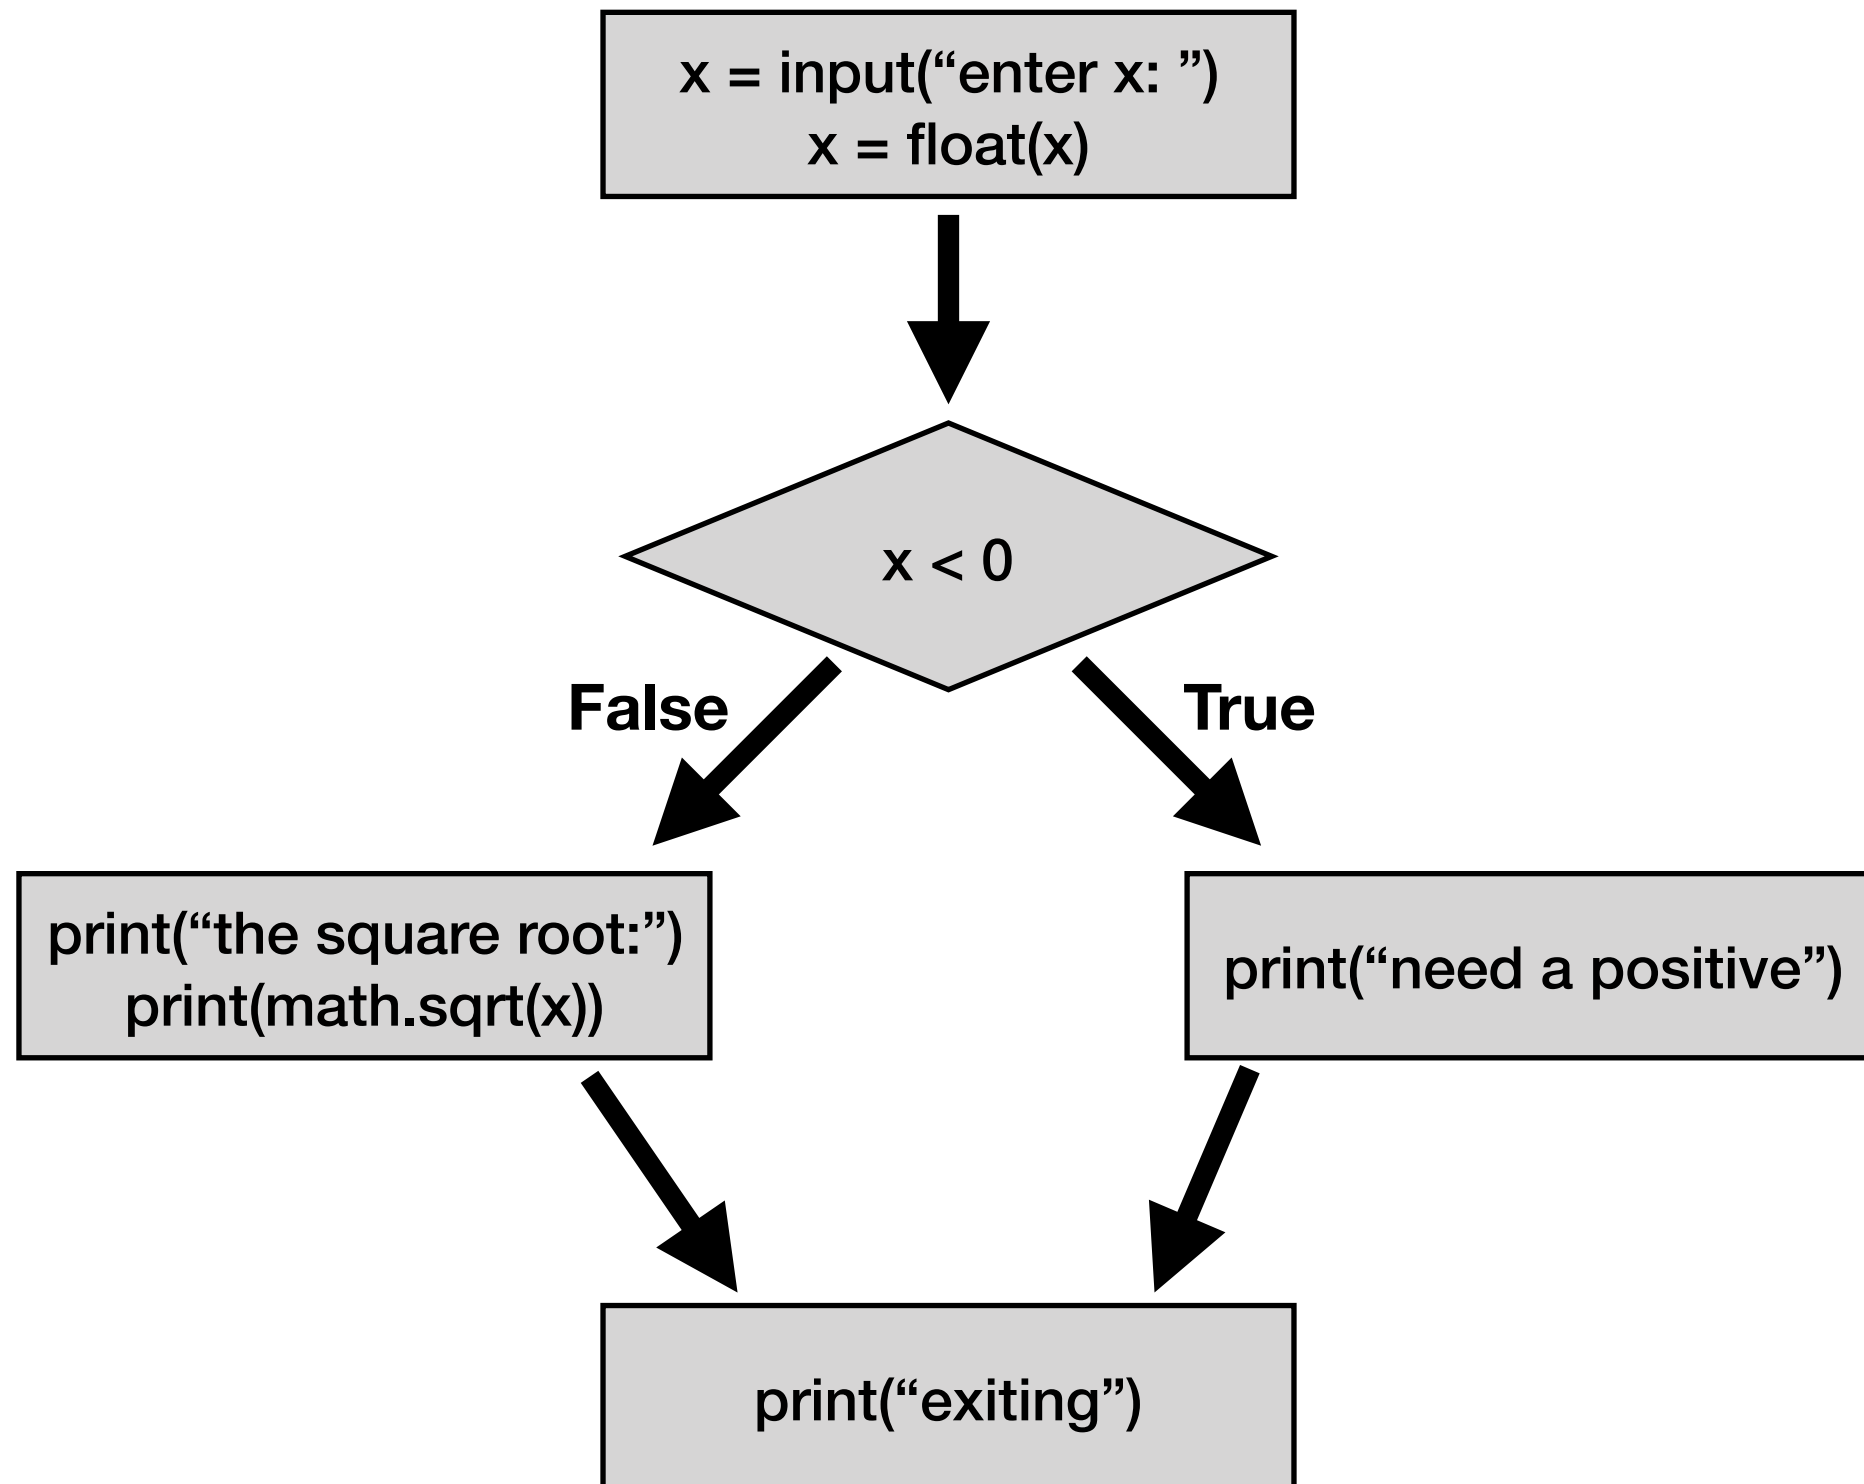 x = input(“enter x: ”)
x = float(x)
x < 0
False
True
print(“the square root:”)
print(math.sqrt(x))
print(“need a positive”)
print(“exiting”)